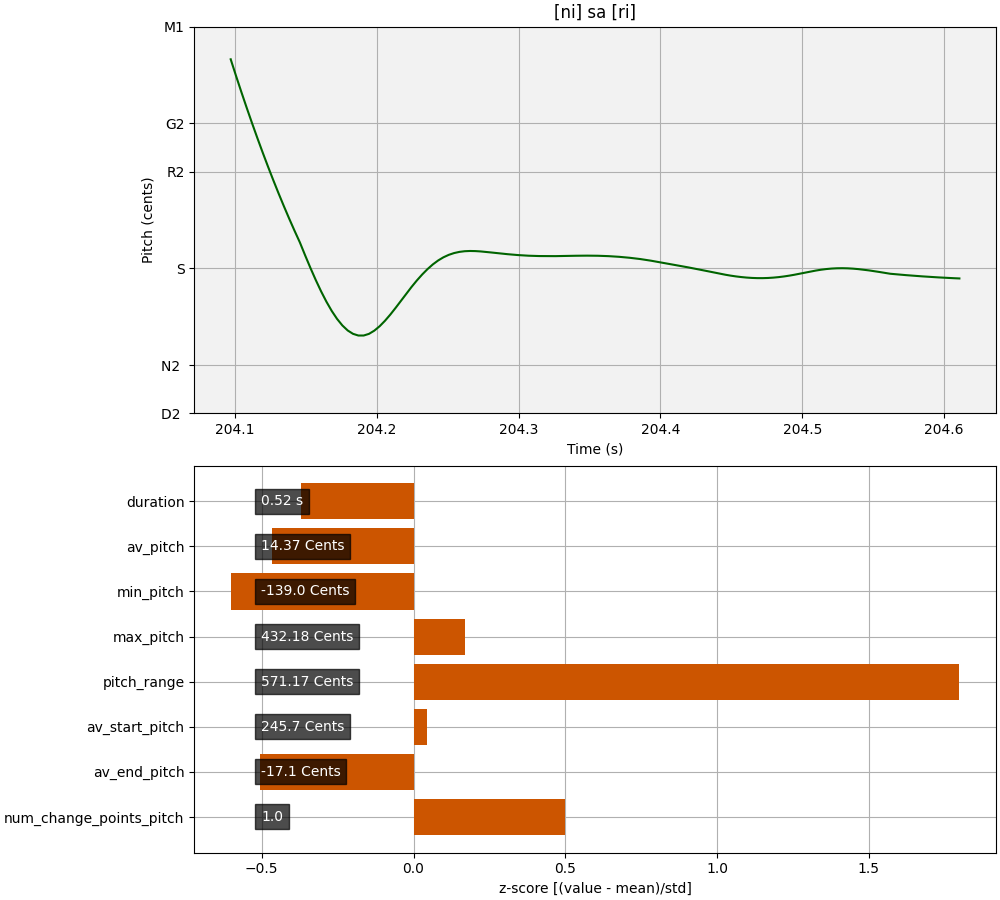 [ni] sa [ri]
M1
G2
R2
S
N2
D2
Pitch (cents)
204.1 204.2 204.3 204.4 204.5 204.6
Time (s)
duration 0.52 s
av_pitch 14.37 Cents
min_pitch -139.0 Cents
max_pitch 432.18 Cents
pitch_range 571.17 Cents
av_start_pitch 245.7 Cents
av_end_pitch -17.1 Cents
num_change_points_pitch 1.0
−0.5 0.0 0.5 1.0 1.5
z-score [(value - mean)/std]